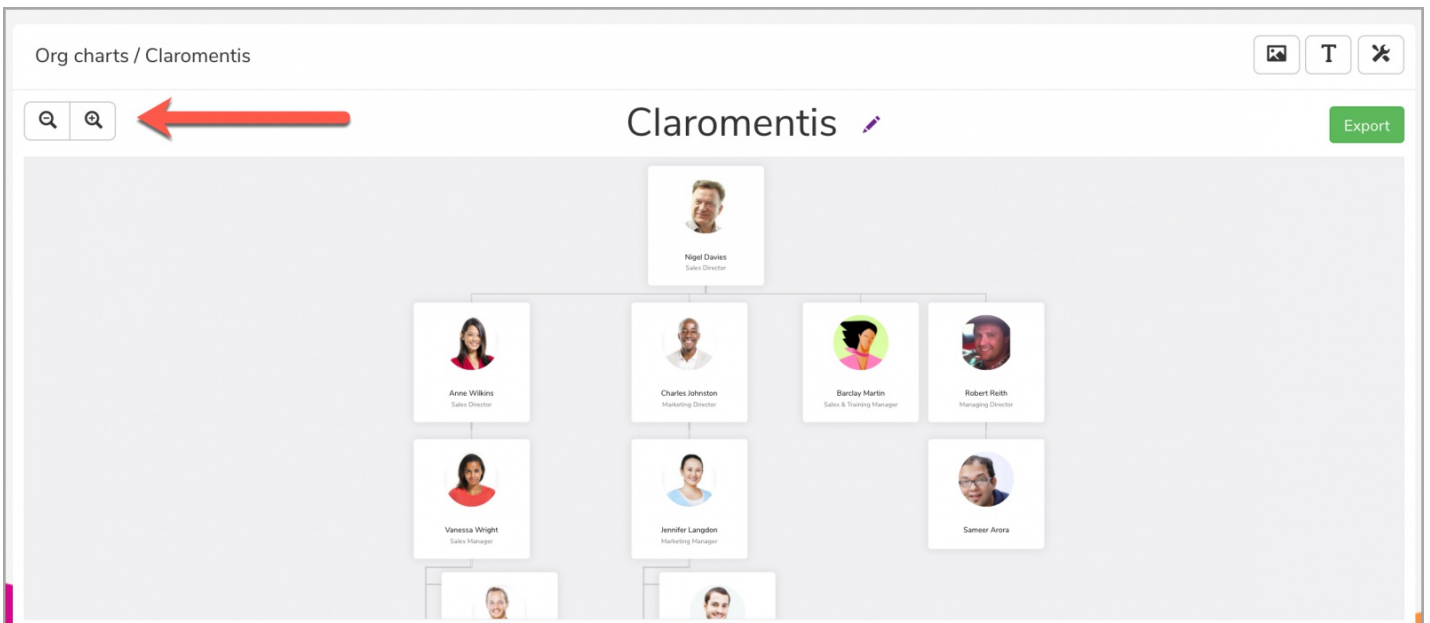 Org charts / Claromentis
T
Claromentis
Export
Nigel Davies
Sales Director
Anne Wilkins
Sales Director
Charles Johnston
Marketing Director
Barclay Martin
Sales & Training Manager
Robert Reith
Managing Director
Vanessa Wright
Sales Manager
Jennifer Langdon
Marketing Manager
Sameer Arora